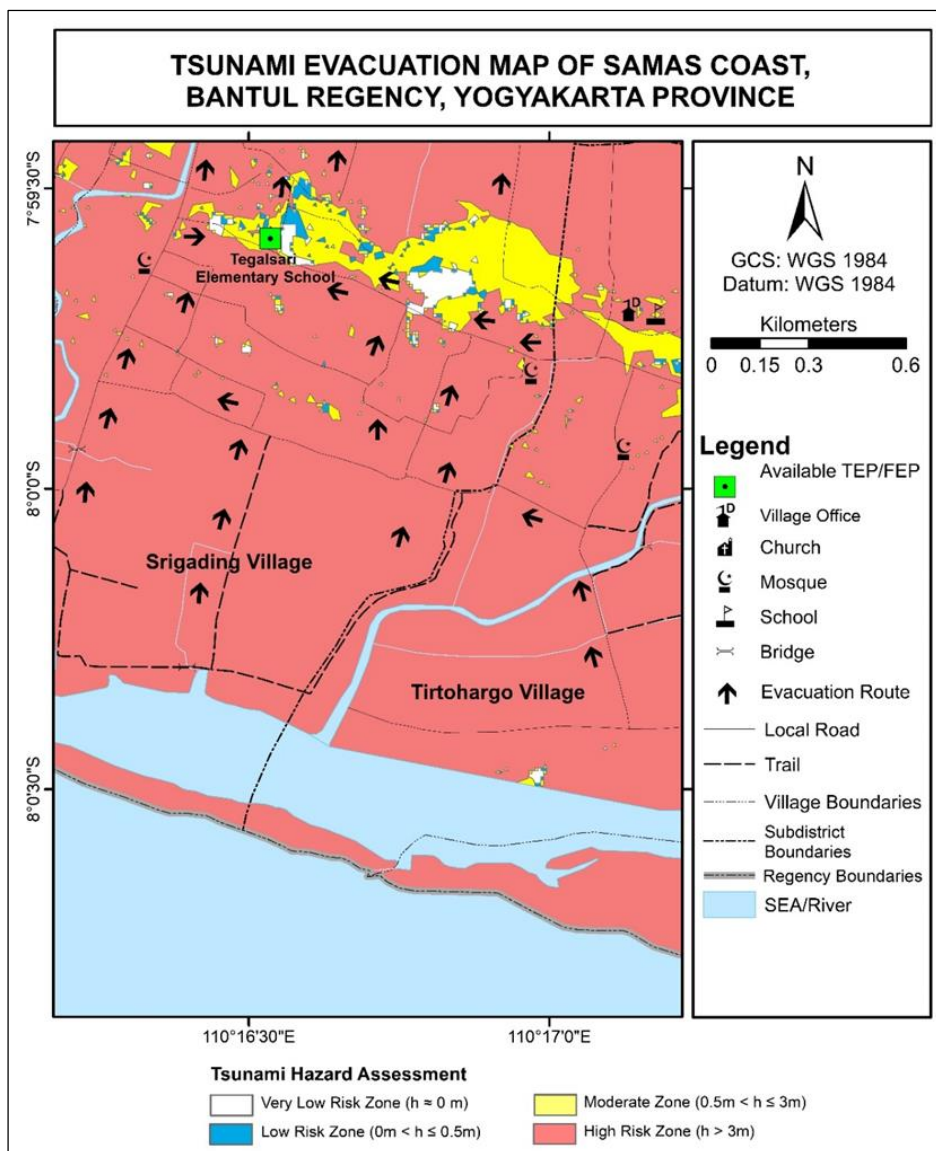 TSUNAMI EVACUATION MAP OF SAMAS COAST,
BANTUL REGENCY, YOGYAKARTA PROVINCE
7°59'30"S
8°0'0"S
8°0'30"S
110°16'30"E
110°17'0"E
Tegalsari
Elementary School
D
Srigading Village
Tirtohargo Village
N
GCS: WGS 1984
Datum: WGS 1984
Kilometers
0 0.15 0.3 0.6
Legend
Available TEP/FEP
D
Village Office
Church
Mosque
School
Bridge
Evacuation Route
Local Road
Trail
Village Boundaries
Subdistrict
Boundaries
Regency Boundaries
SEA/River
Tsunami Hazard Assessment
Very Low Risk Zone (h ≈ 0 m)
Low Risk Zone (0m < h ≤ 0.5m)
Moderate Zone (0.5m < h ≤ 3m)
High Risk Zone (h > 3m)